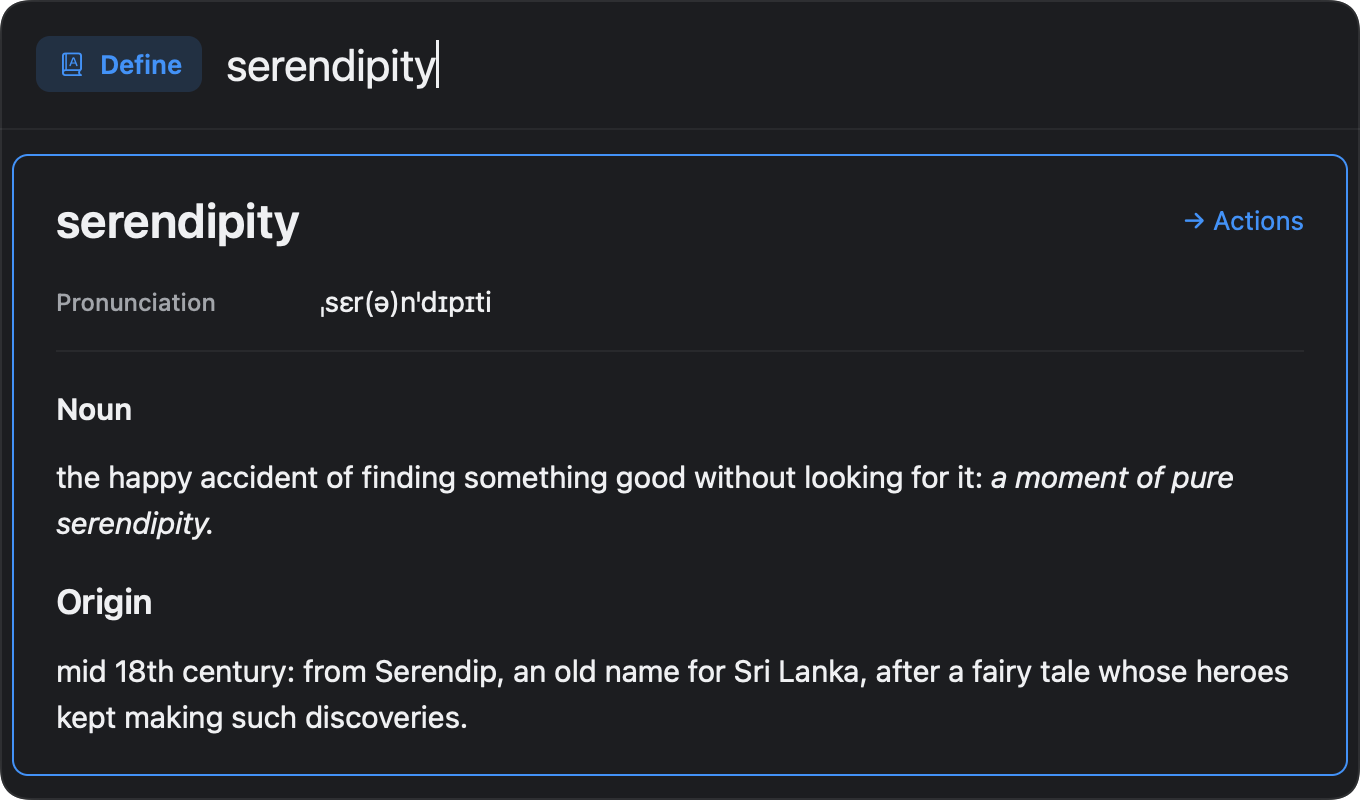 Define serendipity
serendipity
→ Actions
Pronunciation ˌsɛr(ə)nˈdɪpɪti
Noun
the happy accident of finding something good without looking for it: a moment of pure
serendipity.
Origin
mid 18th century: from Serendip, an old name for Sri Lanka, after a fairy tale whose heroes
kept making such discoveries.